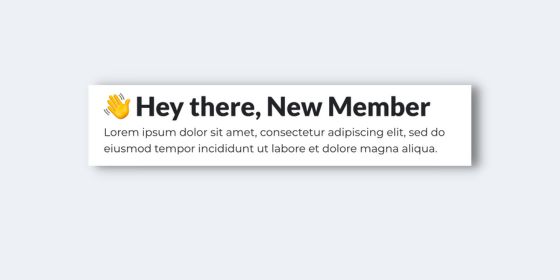 👋 Hey there, New Member
Lorem ipsum dolor sit amet, consectetur adipiscing elit, sed do
eiusmod tempor incididunt ut labore et dolore magna aliqua.